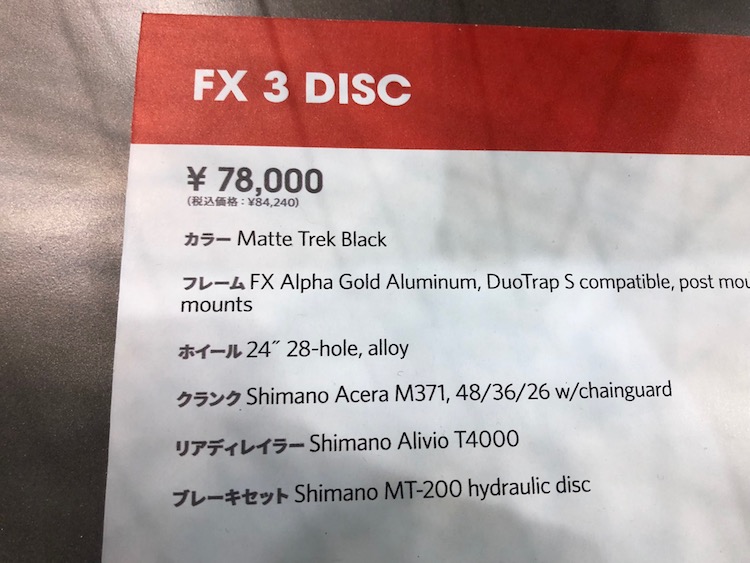 FX 3 DISC
¥ 78,000
(税込価格:¥84,240)
カラー Matte Trek Black
フレーム FX Alpha Gold Aluminum, DuoTrap S compatible, post
mounts
ホイール 24″ 28-hole, alloy
クランク Shimano Acera M371, 48/36/26 w/chainguard
リアディレイラー Shimano Alivio T4000
ブレーキセット Shimano MT-200 hydraulic disc